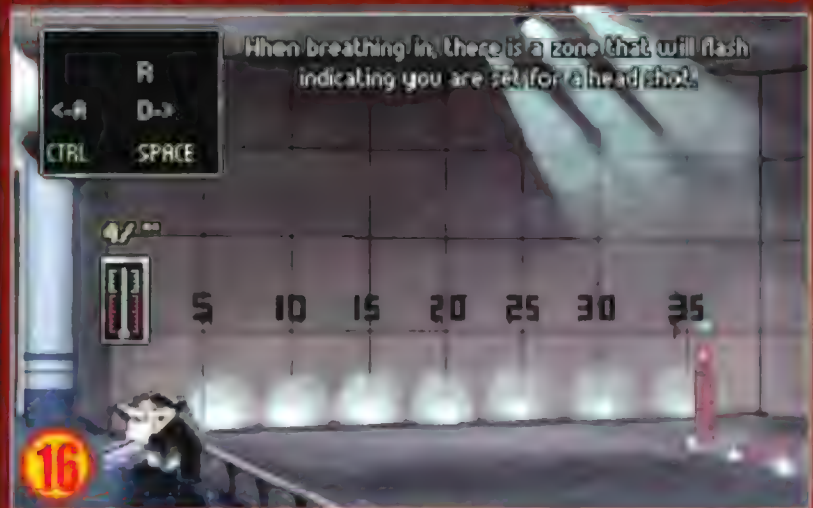 When breathing in, there is a zone that will flash
indicating you are set for a head shot.
R
<-A D->
CTRL SPACE
5 10 15 20 25 30 35
16